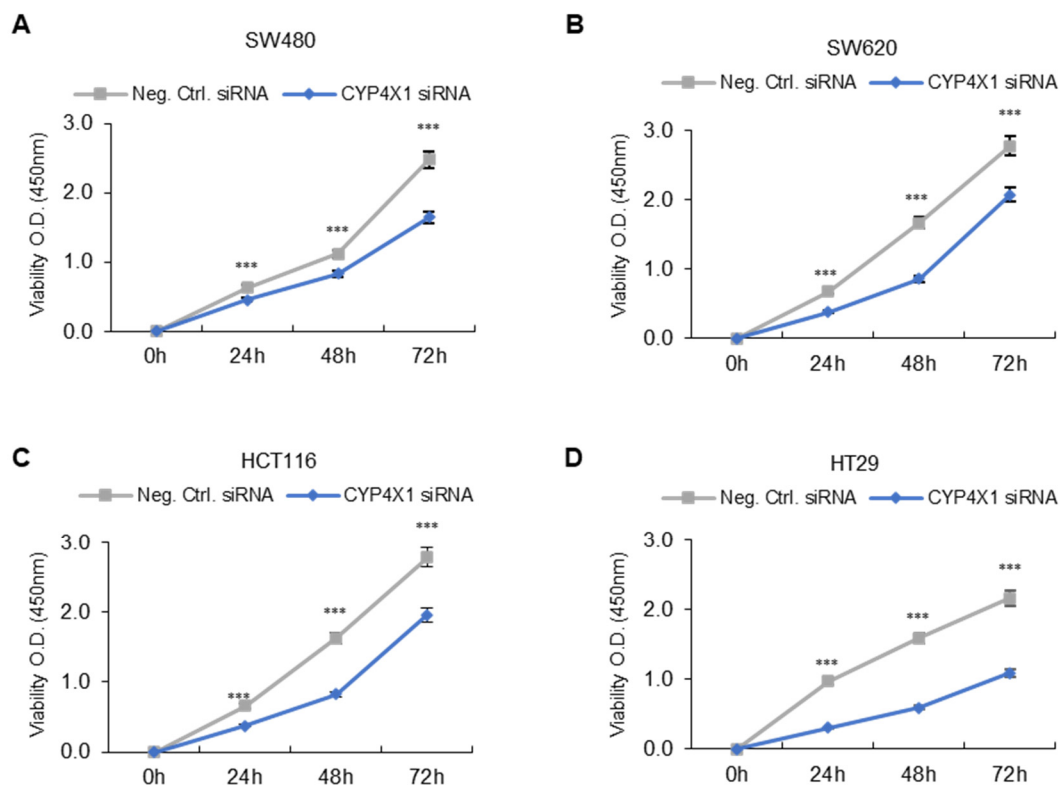 A
SW480
Neg. Ctrl. siRNA CYP4X1 siRNA
Viability O.D. (450nm)
3.0
2.0
1.0
0.0
***
***
***
0h 24h 48h 72h
B
SW620
Neg. Ctrl. siRNA CYP4X1 siRNA
Viability O.D. (450nm)
3.0
2.0
1.0
0.0
***
***
***
0h 24h 48h 72h
C
HCT116
Neg. Ctrl. siRNA CYP4X1 siRNA
Viability O.D. (450nm)
3.0
2.0
1.0
0.0
***
***
***
0h 24h 48h 72h
D
HT29
Neg. Ctrl. siRNA CYP4X1 siRNA
Viability O.D. (450nm)
3.0
2.0
1.0
0.0
***
***
***
0h 24h 48h 72h